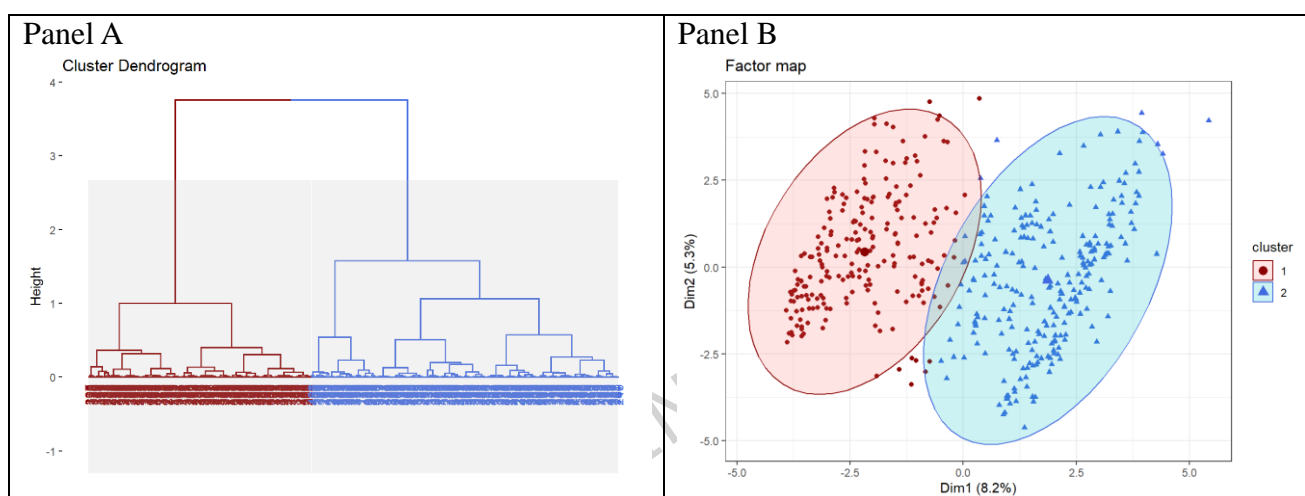 Panel A
Cluster Dendrogram
4
3
2
1
0
-1
Height
Panel B
Factor map
5.0
2.5
0.0
-2.5
-5.0
Dim2 (5.3%)
-5.0
-2.5
0.0
2.5
5.0
Dim1 (8.2%)
cluster
1
2